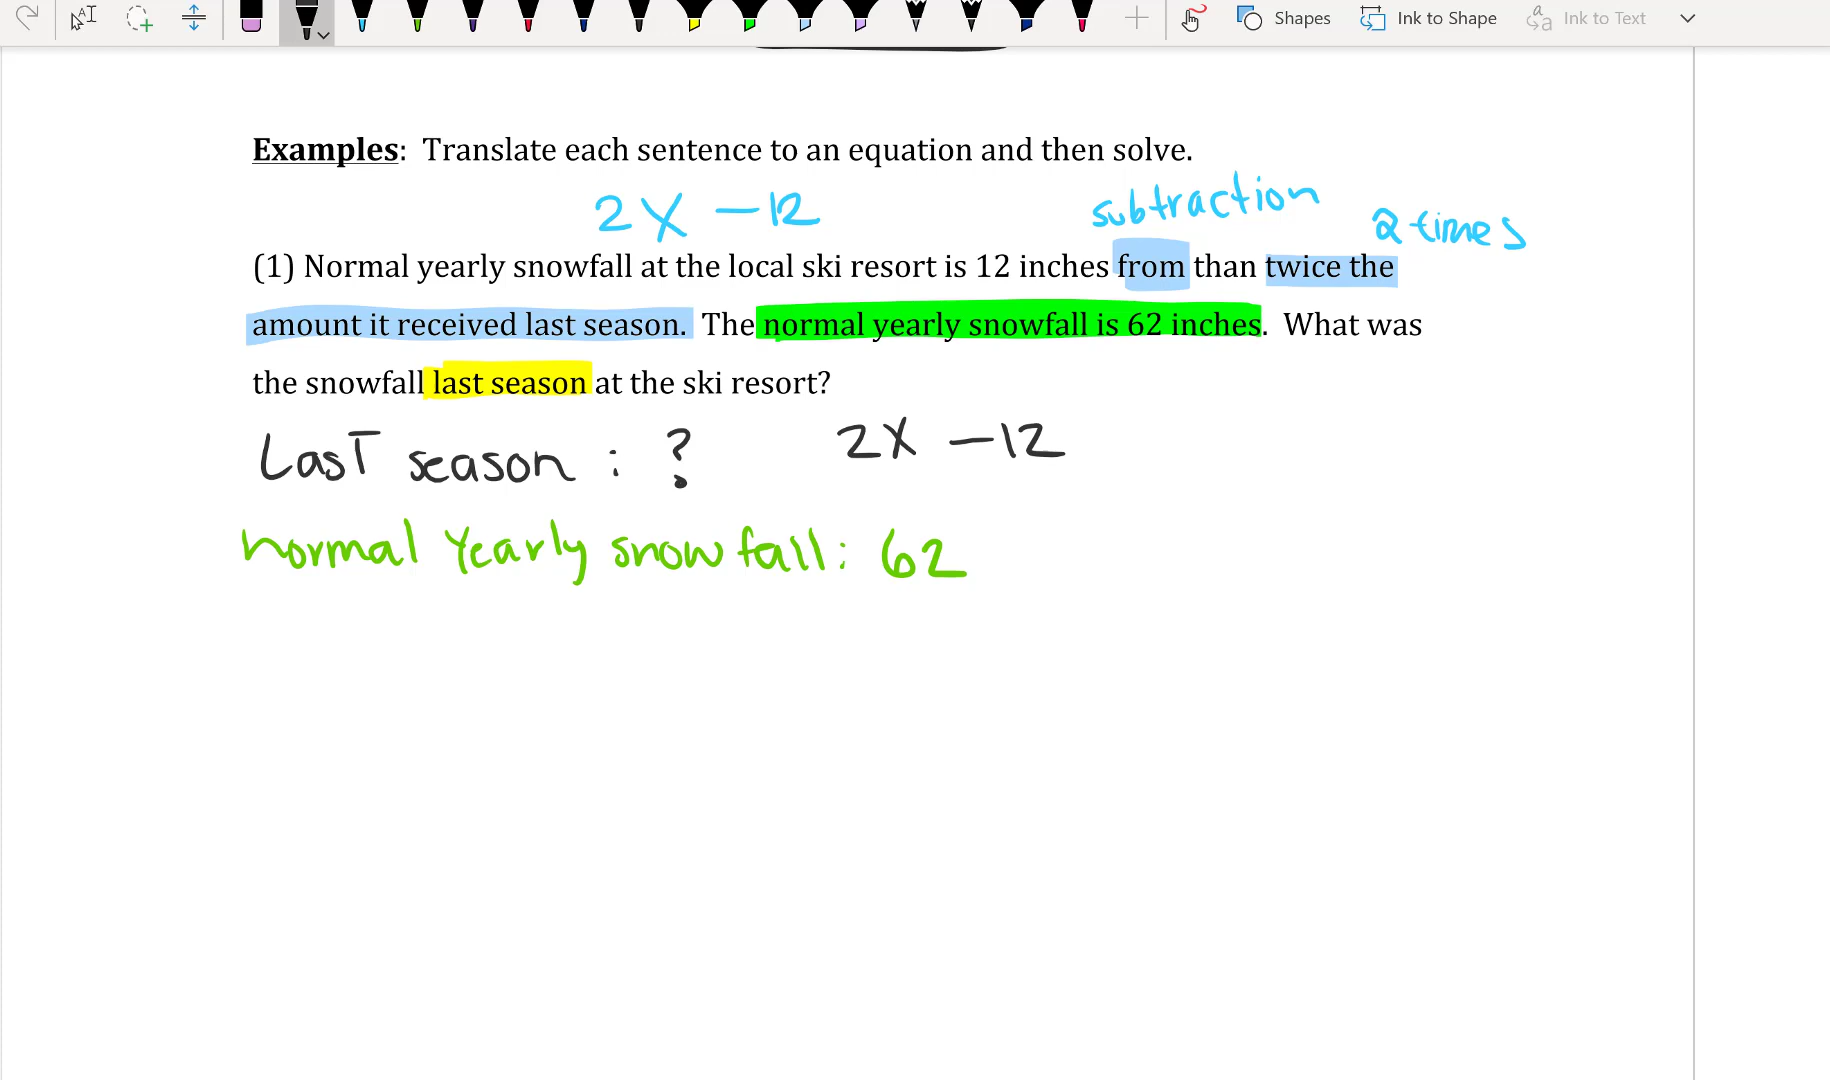 Shapes Ink to Shape Ink to Text
Examples: Translate each sentence to an equation and then solve.
2x - 12 subtraction 2 times
(1) Normal yearly snowfall at the local ski resort is 12 inches from than twice the
amount it received last season. The normal yearly snowfall is 62 inches. What was
the snowfall last season at the ski resort?
Last season : ? 2x - 12
normal Yearly snowfall: 62